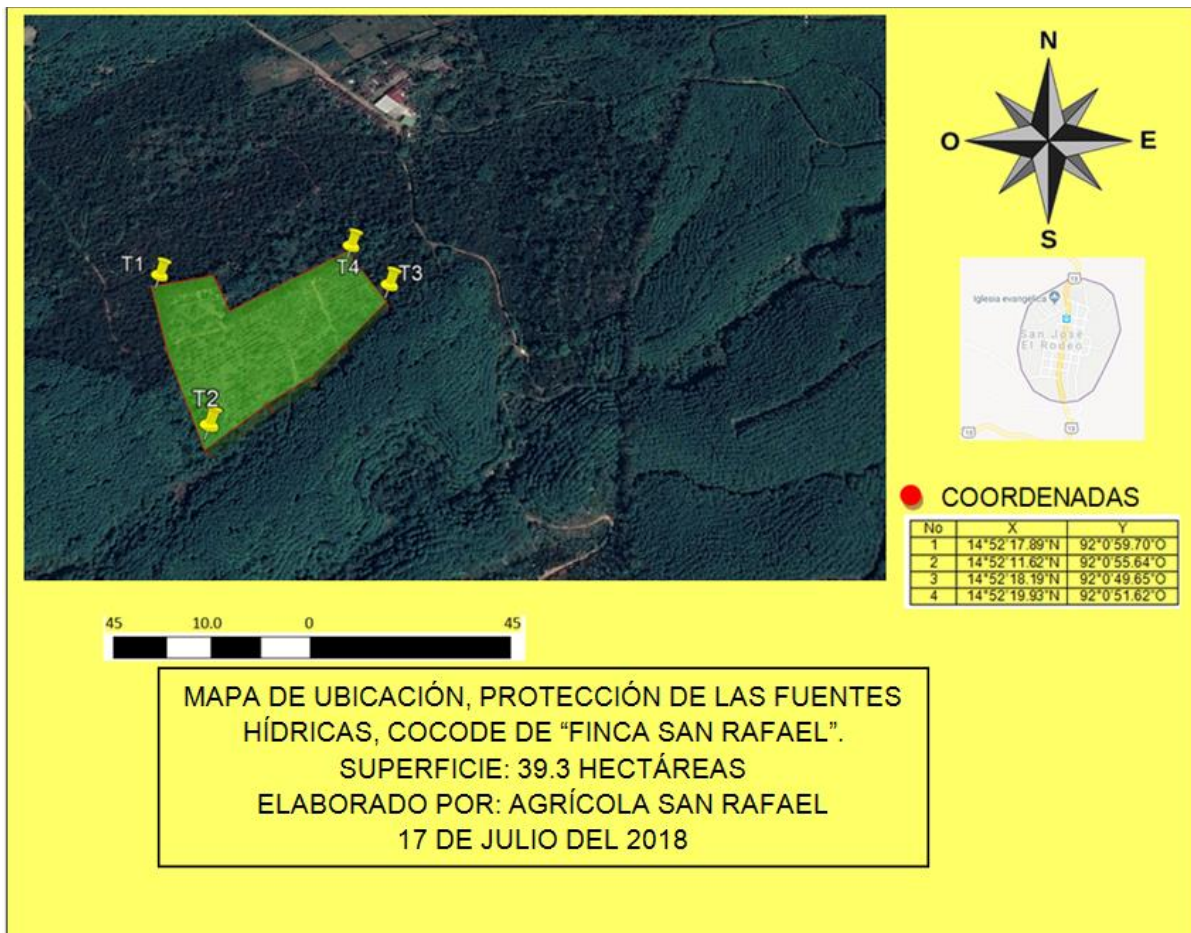 N
O
E
S
T1
T4
T3
T2
13
Iglesia evangelica
San José
El Rodeo
13
13
COORDENADAS
No X Y
1 14°52'17.89"N 92°0'59.70"O
2 14°52'11.62"N 92°0'55.64"O
3 14°52'18.19"N 92°0'49.65"O
4 14°52'19.93"N 92°0'51.62"O
45 10.0 0 45
MAPA DE UBICACIÓN, PROTECCIÓN DE LAS FUENTES
HÍDRICAS, COCODE DE “FINCA SAN RAFAEL”.
SUPERFICIE: 39.3 HECTÁREAS
ELABORADO POR: AGRÍCOLA SAN RAFAEL
17 DE JULIO DEL 2018